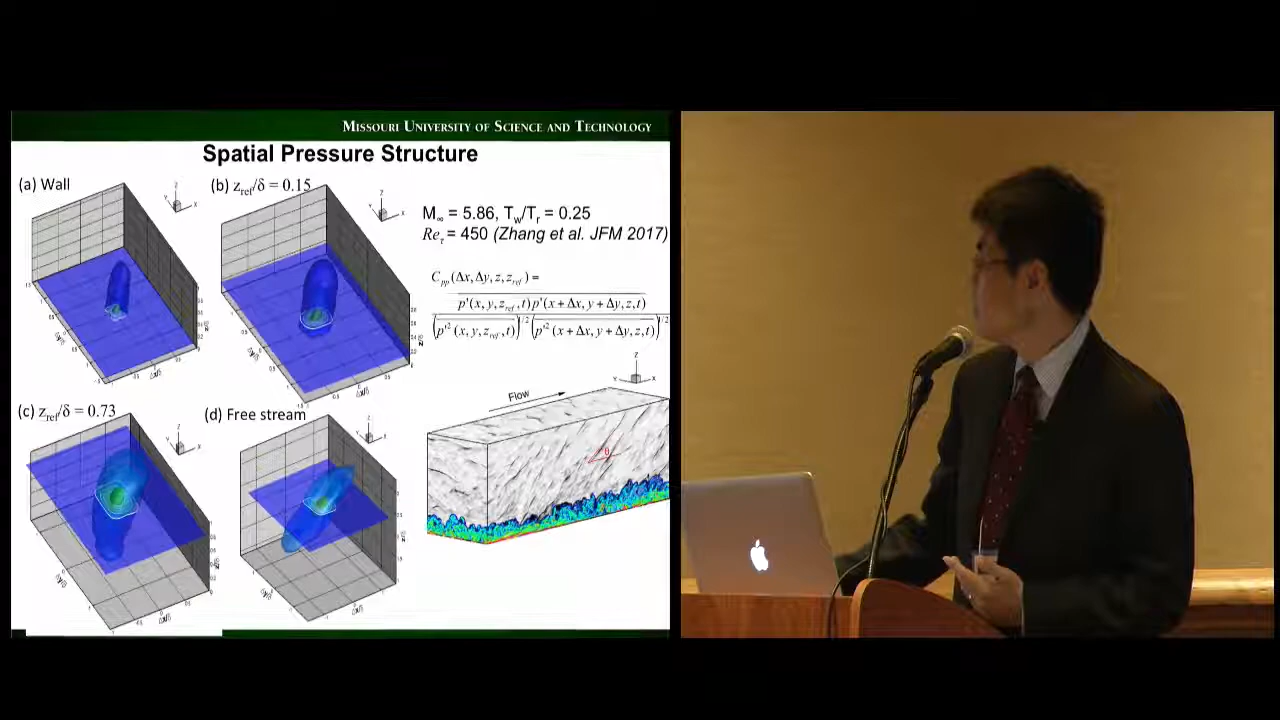 MISSOURI UNIVERSITY OF SCIENCE AND TECHNOLOGY
Spatial Pressure Structure
(a) Wall
(b) z_ref/δ = 0.15
M∞ = 5.86, T_w/T_r = 0.25
Re_τ = 450 (Zhang et al. JFM 2017)
C_pp(Δx,Δy,z,z_ref) =
p'(x,y,z_ref,t)p'(x+Δx,y+Δy,z,t)
(p'²(x,y,z_ref,t))^1/2 (p'²(x+Δx,y+Δy,z,t))^1/2
(c) z_ref/δ = 0.73
(d) Free stream
Flow
θ
Z
Y
X